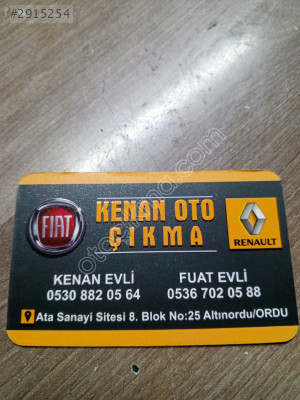 #2915254
FIAT
KENAN OTO
ÇIKMA
RENAULT
KENAN EVLİ
0530 882 05 64
FUAT EVLİ
0536 702 05 88
Ata Sanayi Sitesi 8. Blok No:25 Altınordu/ORDU